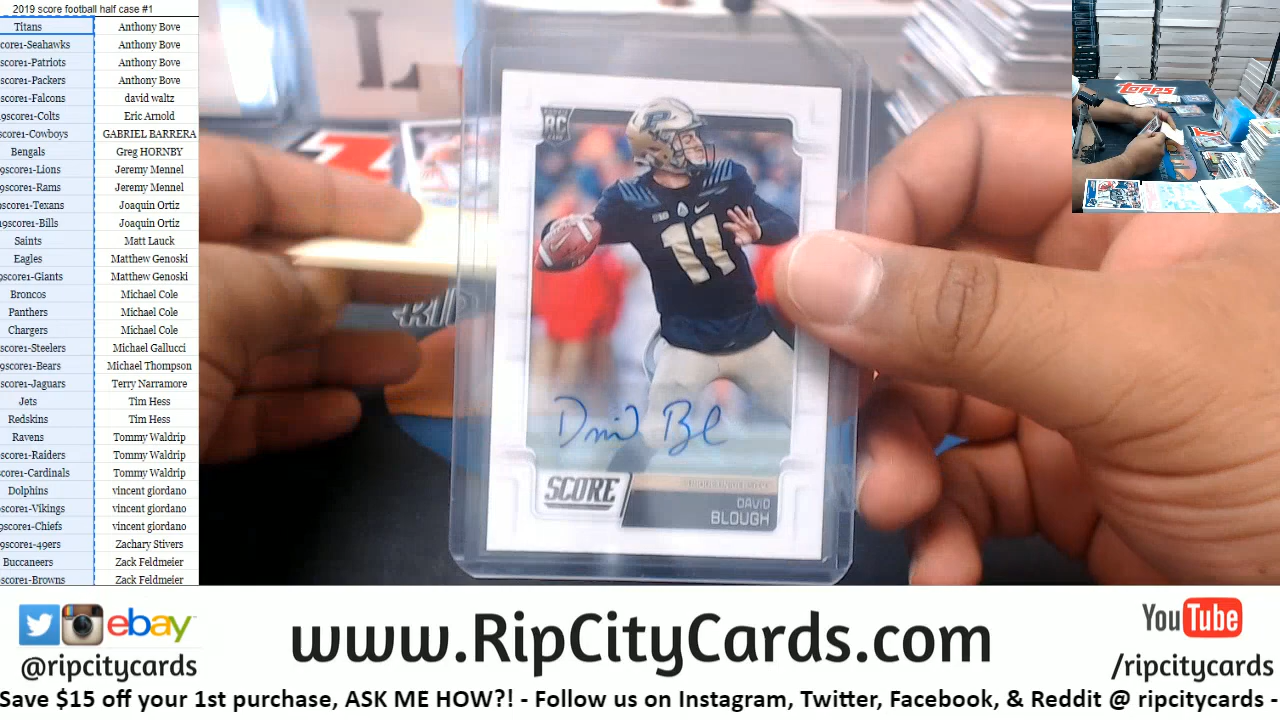 2019 score football half case #1
Titans Anthony Bove
core1-Seahawks Anthony Bove
score1-Patriots Anthony Bove
score1-Packers Anthony Bove
score1-Falcons david waltz
9score1-Colts Eric Arnold
score1-Cowboys GABRIEL BARRERA
Bengals Greg HORNBY
9score1-Lions Jeremy Mennel
9score1-Rams Jeremy Mennel
score1-Texans Joaquin Ortiz
19score1-Bills Joaquin Ortiz
Saints Matt Lauck
Eagles Matthew Genoski
score1-Giants Matthew Genoski
Broncos Michael Cole
Panthers Michael Cole
Chargers Michael Cole
score1-Steelers Michael Gallucci
9score1-Bears Michael Thompson
score1-Jaguars Terry Narramore
Jets Tim Hess
Redskins Tim Hess
Ravens Tommy Waldrip
score1-Raiders Tommy Waldrip
core1-Cardinals Tommy Waldrip
Dolphins vincent giordano
score1-Vikings vincent giordano
9score1-Chiefs vincent giordano
9score1-49ers Zachary Stivers
Buccaneers Zack Feldmeier
score1-Browns Zack Feldmeier
RC
11
SCORE
DAVID
BLOUGH
TOPPS
ebay
@ripcitycards
www.RipCityCards.com
YouTube
/ripcitycards
Save $15 off your 1st purchase, ASK ME HOW?! - Follow us on Instagram, Twitter, Facebook, & Reddit @ ripcitycards -